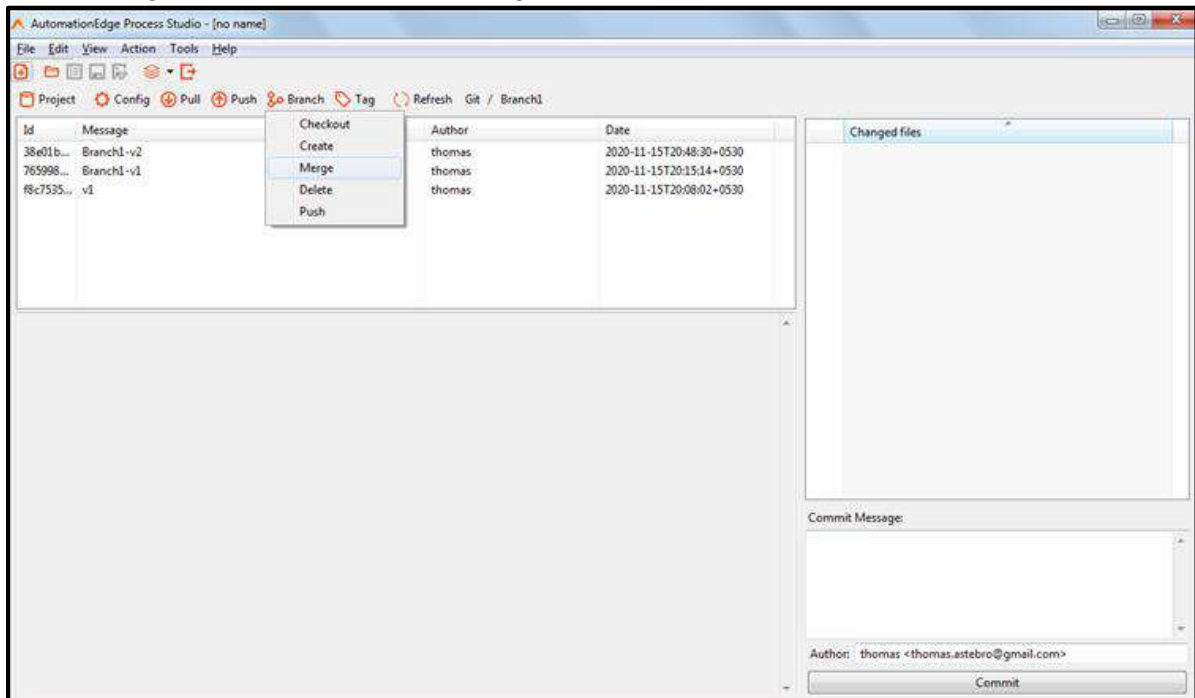 AutomationEdge Process Studio - [no name]
File Edit View Action Tools Help
Project Config Pull Push Branch Tag Refresh Git / Branch1
Id Message Author Date
38e01b... Branch1-v2 thomas 2020-11-15T20:48:30+0530
765998... Branch1-v1 thomas 2020-11-15T20:15:14+0530
f8c7535... v1 thomas 2020-11-15T20:08:02+0530
Checkout
Create
Merge
Delete
Push
Changed files
Commit Message:
Author: thomas <thomas.astebro@gmail.com>
Commit